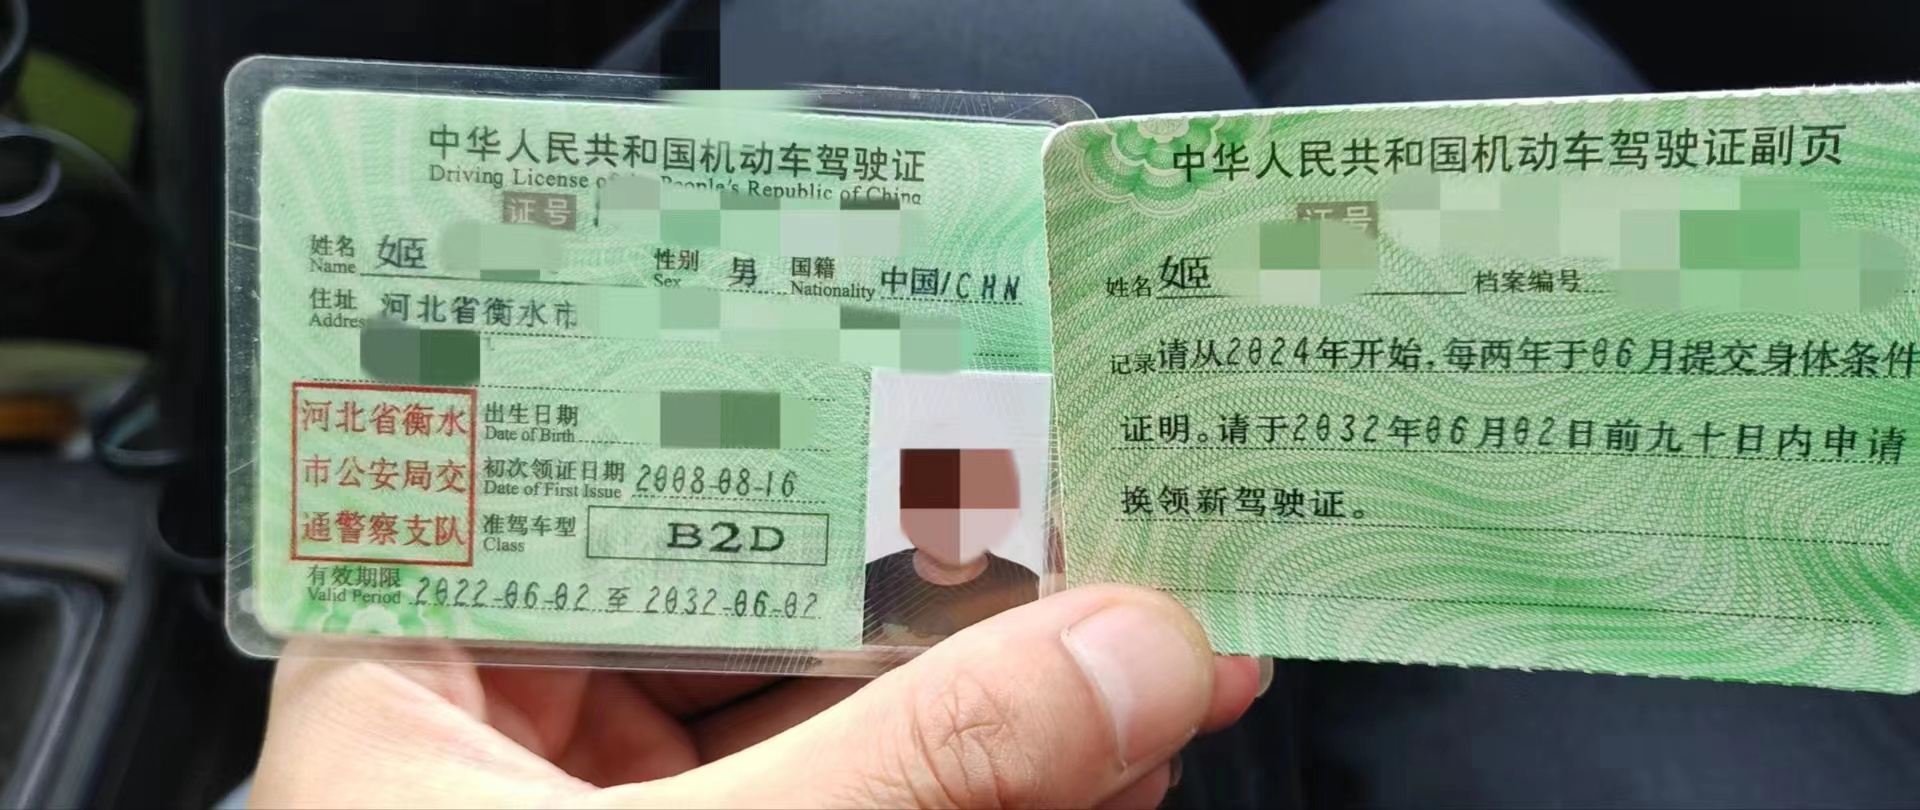 中华人民共和国机动车驾驶证
Driving License of the People's Republic of China
证号
姓名 姬
Name
性别 男
Sex
国籍 中国/CHN
Nationality
住址 河北省衡水市
Address
河北省衡水
市公安局交
通警察支队
出生日期
Date of Birth
初次领证日期 2008-08-16
Date of First Issue
准驾车型 B2D
Class
有效期限 2022-06-02 至 2032-06-02
Valid Period
中华人民共和国机动车驾驶证副页
证号
姓名 姬 档案编号
记录 请从2024年开始,每两年于06月提交身体条件
证明。请于2032年06月02日前九十日内申请
换领新驾驶证。